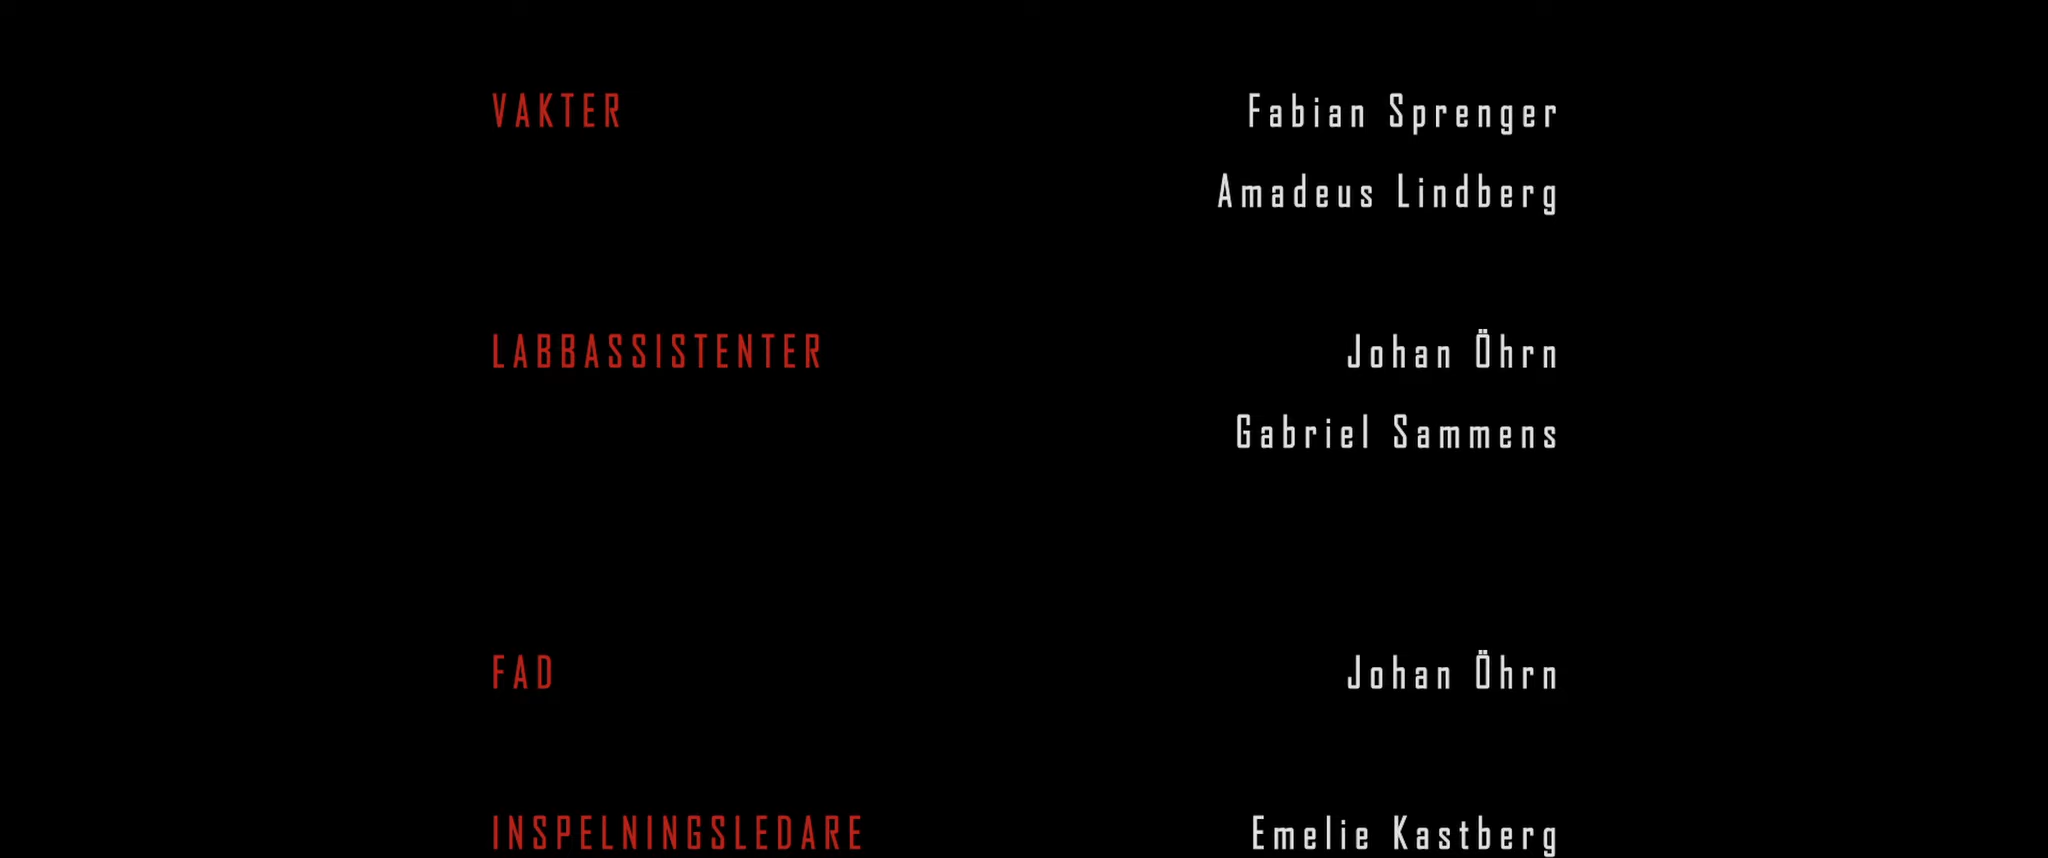 VAKTER Fabian Sprenger
Amadeus Lindberg
LABBASSISTENTER Johan Öhrn
Gabriel Sammens
FAD Johan Öhrn
INSPELNINGSLEDARE Emelie Kastberg